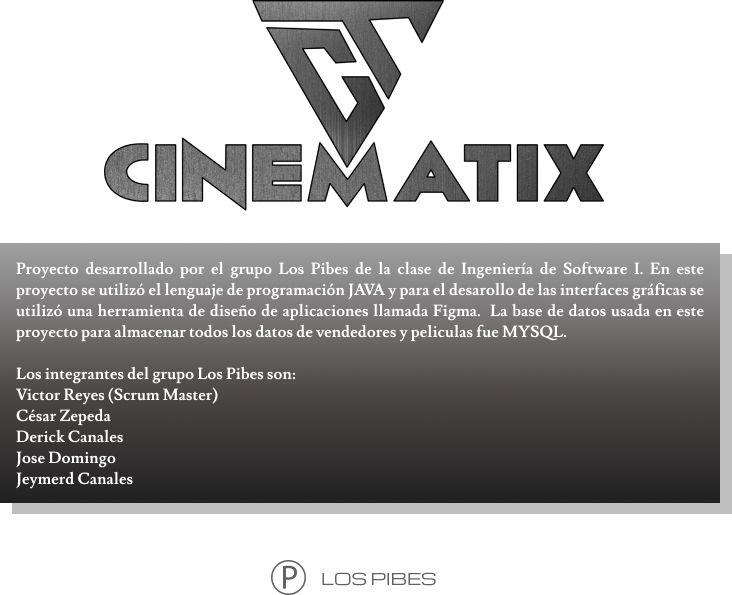 CINEMATIX
Proyecto desarrollado por el grupo Los Pibes de la clase de Ingeniería de Software I. En este
proyecto se utilizó el lenguaje de programación JAVA y para el desarollo de las interfaces gráficas se
utilizó una herramienta de diseño de aplicaciones llamada Figma. La base de datos usada en este
proyecto para almacenar todos los datos de vendedores y peliculas fue MYSQL.
Los integrantes del grupo Los Pibes son:
Victor Reyes (Scrum Master)
César Zepeda
Derick Canales
Jose Domingo
Jeymerd Canales
P LOS PIBES